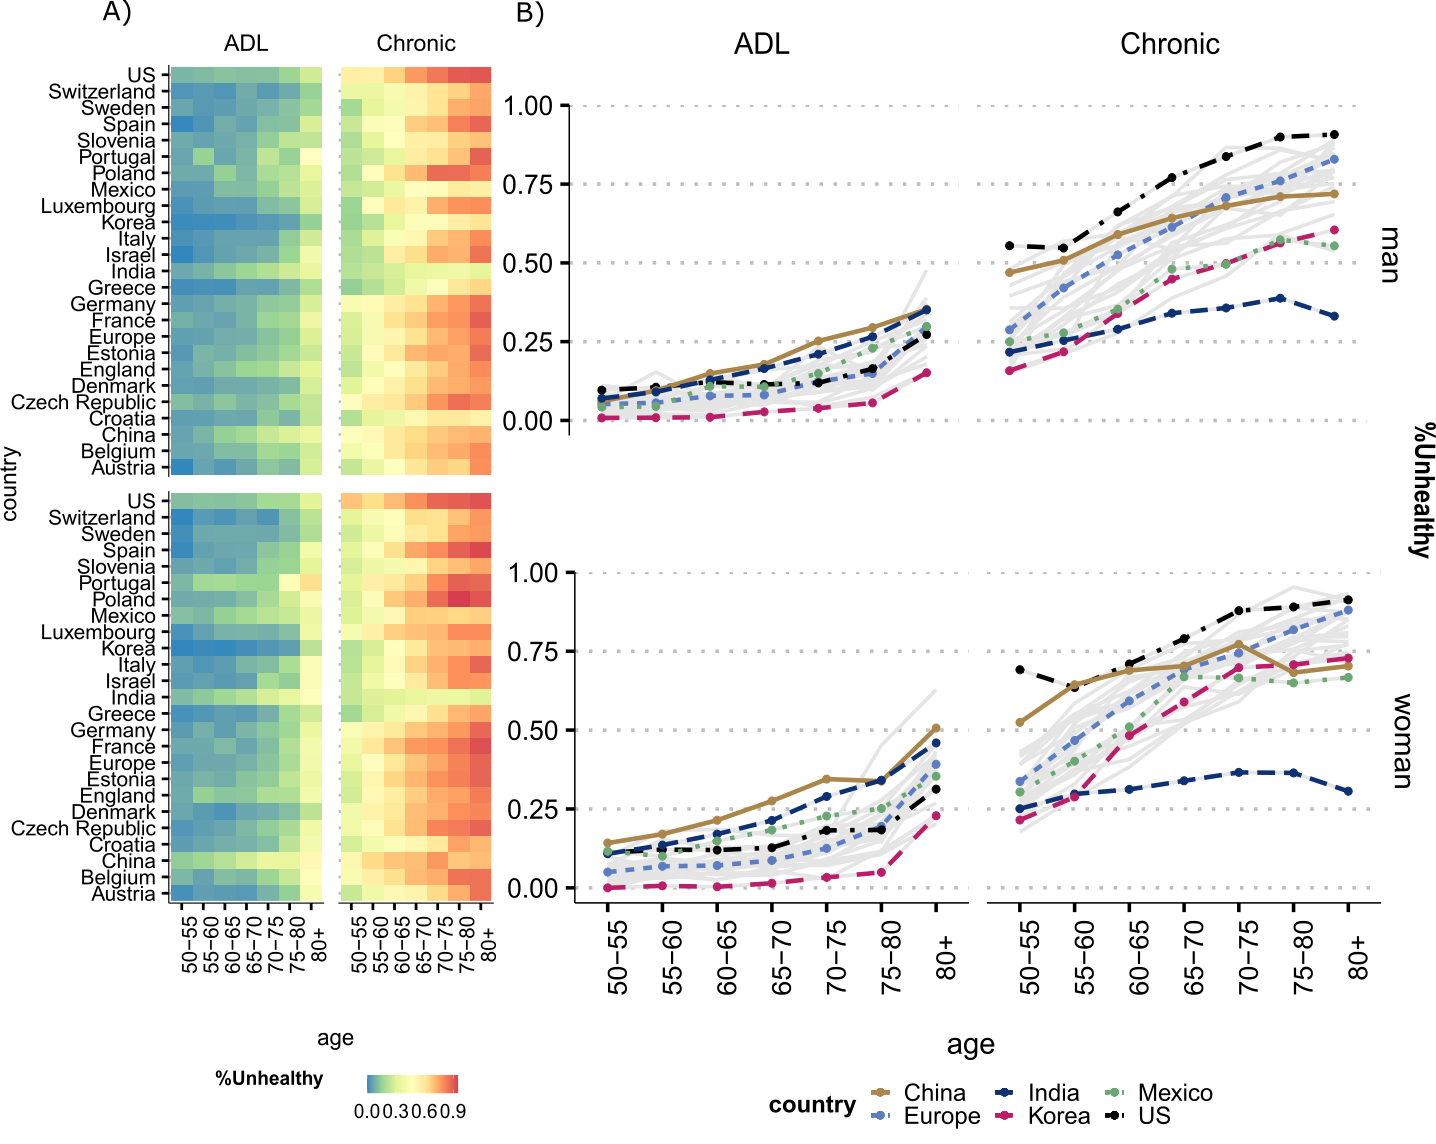 A)
B)
ADL
Chronic
ADL
Chronic
US
Switzerland
Sweden
Spain
Slovenia
Portugal
Poland
Mexico
Luxembourg
Korea
Italy
Israel
India
Greece
Germany
France
Europe
Estonia
England
Denmark
Czech Republic
Croatia
China
Belgium
Austria
US
Switzerland
Sweden
Spain
Slovenia
Portugal
Poland
Mexico
Luxembourg
Korea
Italy
Israel
India
Greece
Germany
France
Europe
Estonia
England
Denmark
Czech Republic
Croatia
China
Belgium
Austria
country
50−55
55−60
60−65
65−70
70−75
75−80
80+
50−55
55−60
60−65
65−70
70−75
75−80
80+
age
%Unhealthy
0.0 0.3 0.6 0.9
1.00
0.75
0.50
0.25
0.00
man
1.00
0.75
0.50
0.25
0.00
woman
%Unhealthy
50−55
55−60
60−65
65−70
70−75
75−80
80+
50−55
55−60
60−65
65−70
70−75
75−80
80+
age
country
China
India
Mexico
Europe
Korea
US